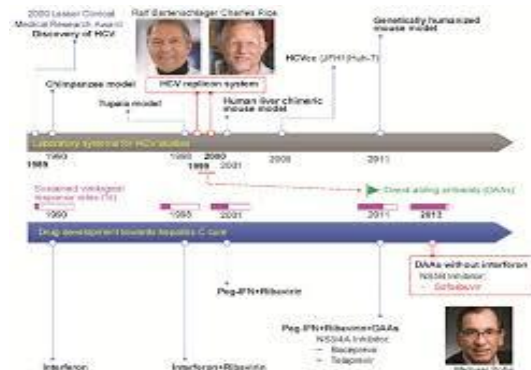 2000 Lasker Clinical
Medical Research Award
Discovery of HCV
Ralf Bartenschlager Charles Rice
Genetically humanized
mouse model
HCVcc (JFH1/Huh-7)
Chimpanzee model
HCV replicon system
Tupaia model
Human liver chimeric
mouse model
Laboratory systems for HCV studies
1989
1990
1998
1999
2000
2001
2005
2011
Sustained virological
response rates (%)
Direct acting antivirals (DAAs)
1990
1998
2001
2011
2013
Drug development towards hepatitis C cure
DAAs without interferon
NS5B Inhibitor:
- Sofosbuvir
Peg-IFN+Ribavirin
Peg-IFN+Ribavirin+DAAs
NS3/4A Inhibitor
- Boceprevir
- Telaprevir
Interferon
Interferon+Ribavirin
Michael Sofia